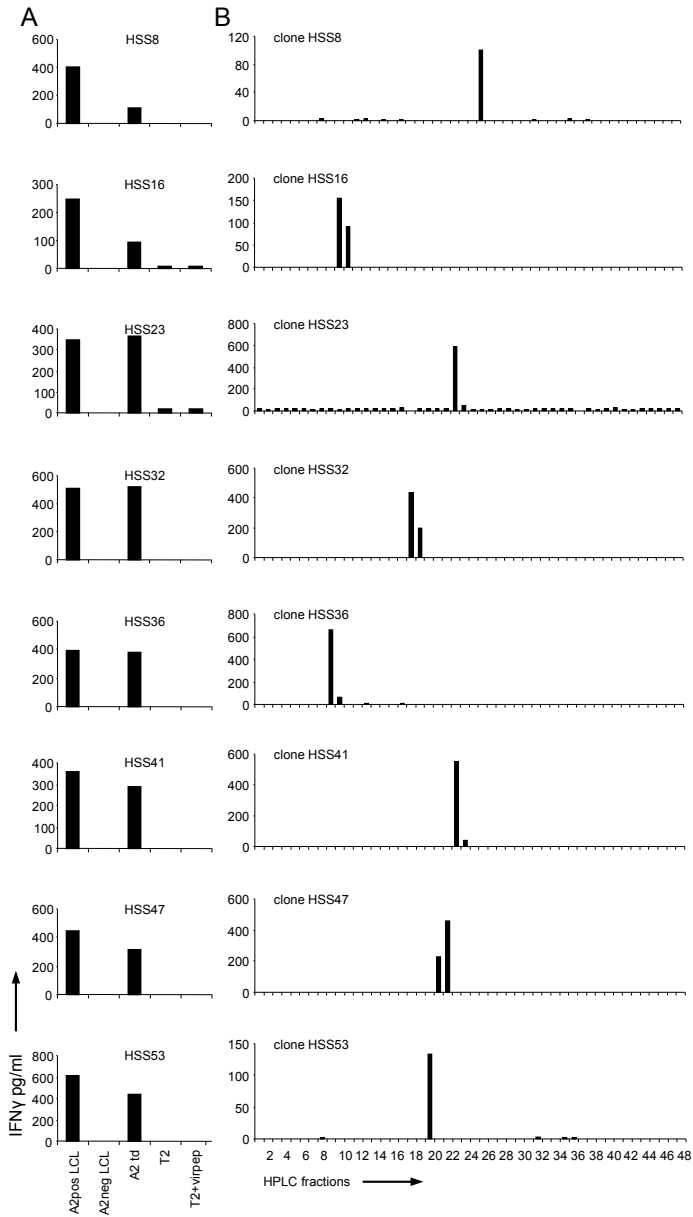 A
B
HSS8
600
400
200
0
clone HSS8
120
80
40
0
HSS16
300
200
100
0
clone HSS16
200
150
100
50
0
HSS23
400
300
200
100
0
clone HSS23
800
600
400
200
0
HSS32
600
400
200
0
clone HSS32
600
400
200
0
HSS36
600
400
200
0
clone HSS36
800
600
400
200
0
HSS41
400
300
200
100
0
clone HSS41
600
400
200
0
HSS47
600
400
200
0
clone HSS47
600
400
200
0
HSS53
800
600
400
200
0
clone HSS53
150
100
50
0
IFNγ pg/ml
A2pos LCL
A2neg LCL
A2 td
T2
T2+virpep
2 4 6 8 10 12 14 16 18 20 22 24 26 28 30 32 34 36 38 40 42 44 46 48
HPLC fractions